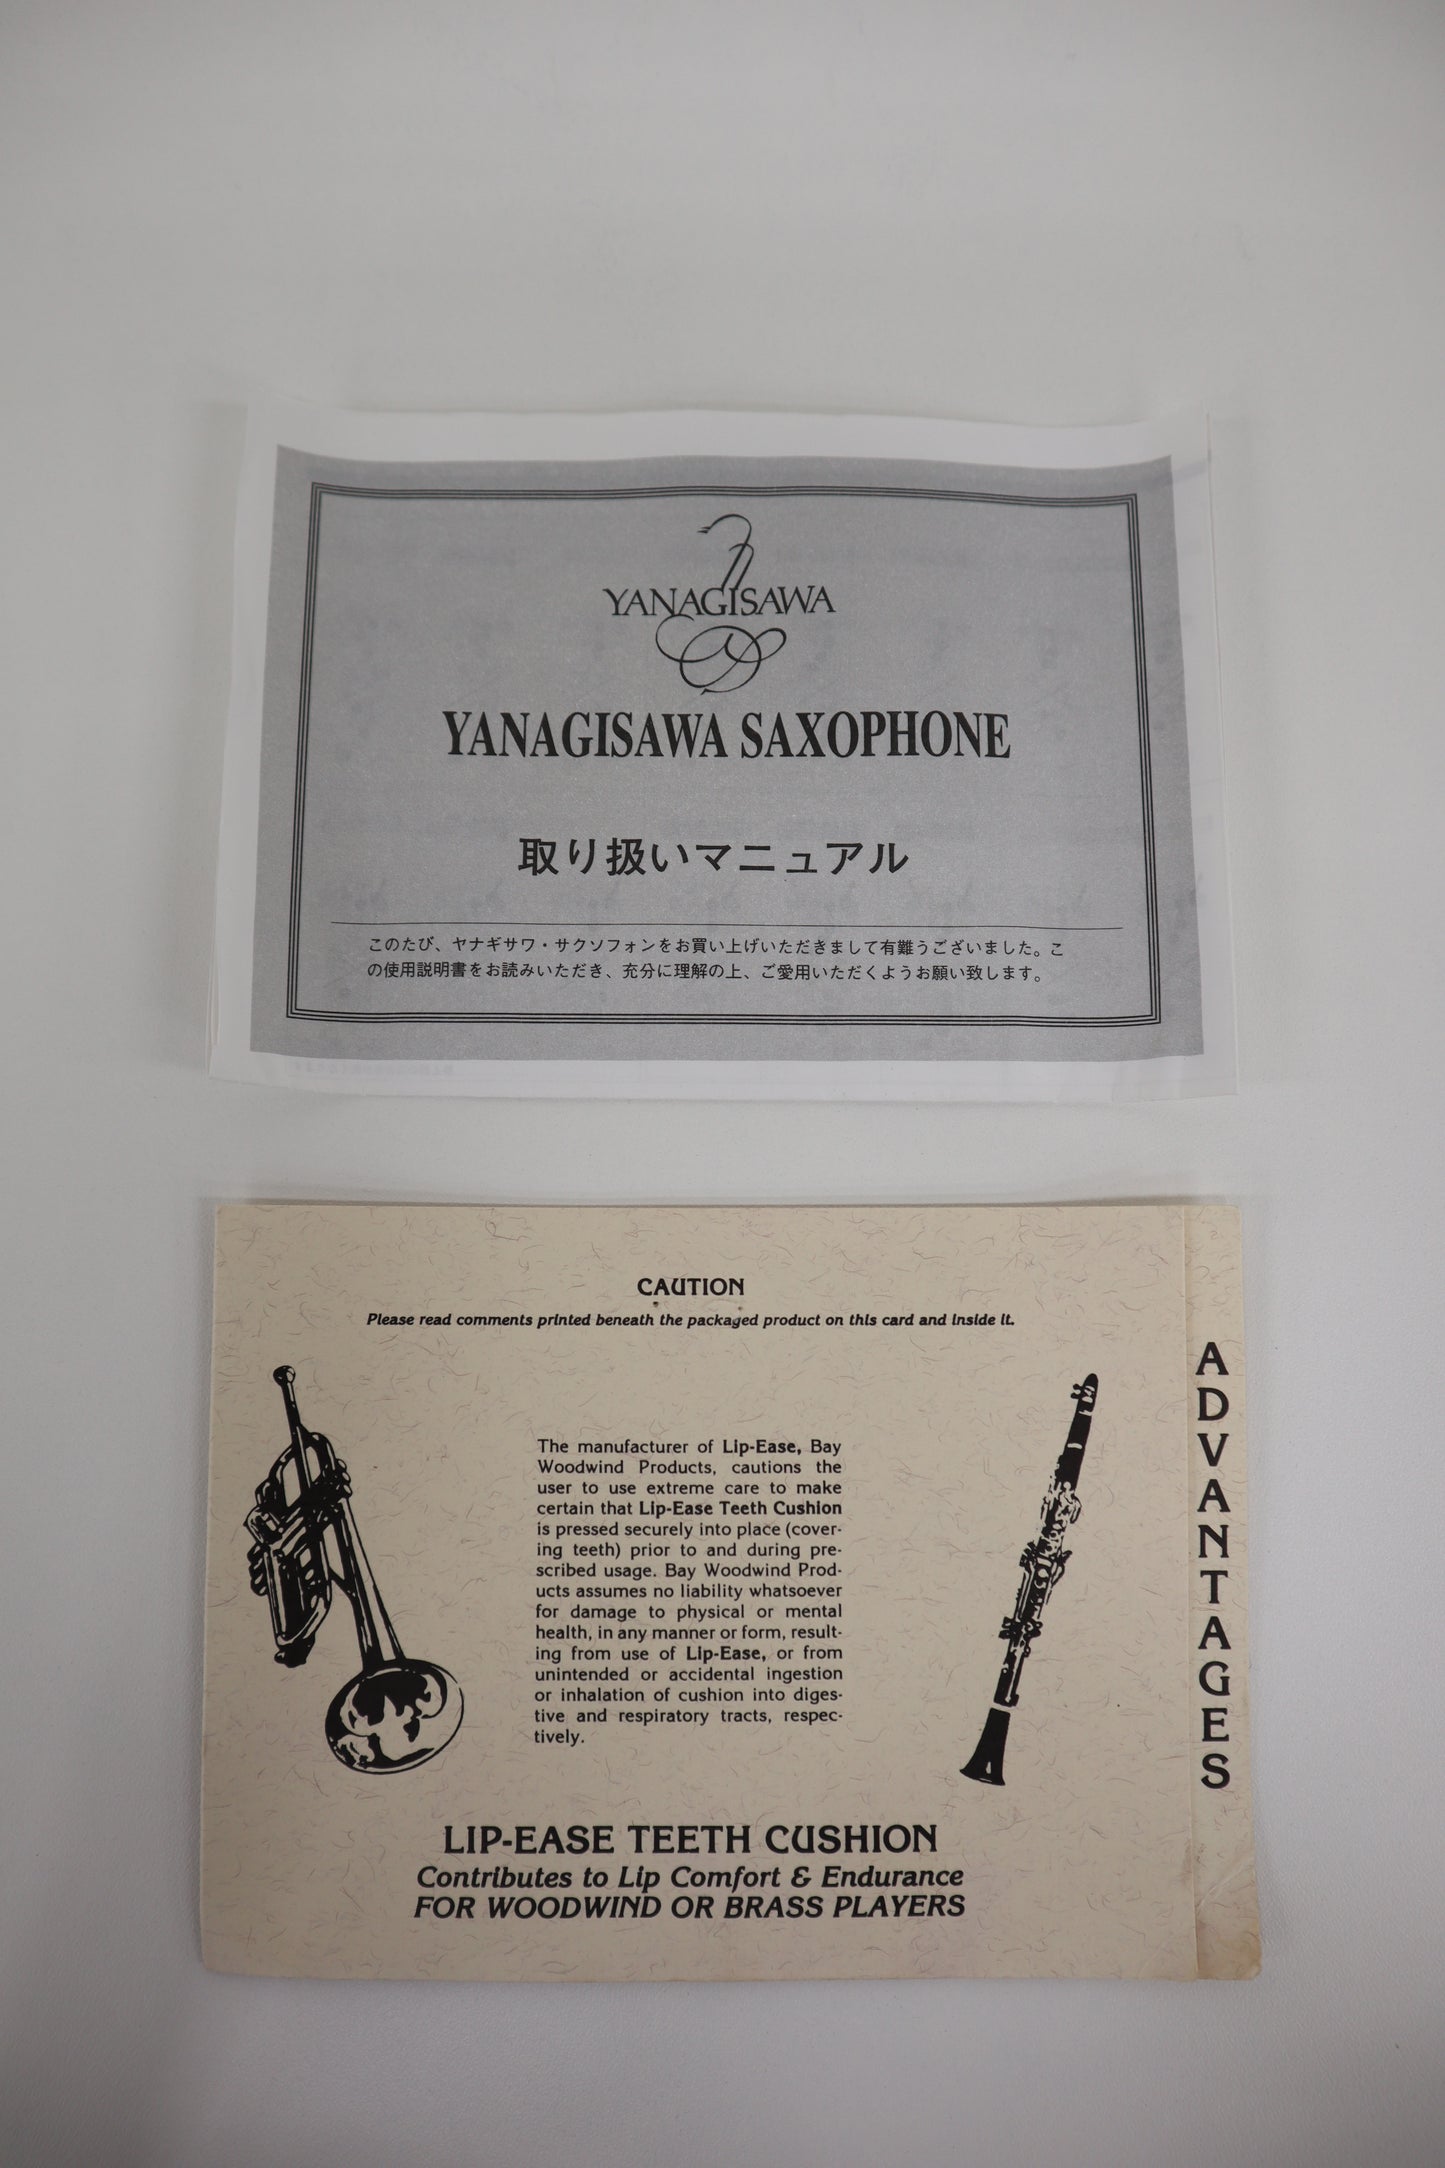 YANAGISAWA
YANAGISAWA SAXOPHONE
取り扱いマニュアル
このたび、ヤナギサワ・サクソフォンをお買い上げいただきまして有難うございました。こ
の使用説明書をお読みいただき、充分に理解の上、ご愛用いただくようお願い致します。
CAUTION
Please read comments printed beneath the packaged product on this card and inside it.
The manufacturer of Lip-Ease, Bay
Woodwind Products, cautions the
user to use extreme care to make
certain that Lip-Ease Teeth Cushion
is pressed securely into place (cover-
ing teeth) prior to and during pre-
scribed usage. Bay Woodwind Prod-
ucts assumes no liability whatsoever
for damage to physical or mental
health, in any manner or form, result-
ing from use of Lip-Ease, or from
unintended or accidental ingestion
or inhalation of cushion into diges-
tive and respiratory tracts, respec-
tively.
LIP-EASE TEETH CUSHION
Contributes to Lip Comfort & Endurance
FOR WOODWIND OR BRASS PLAYERS
ADVANTAGES